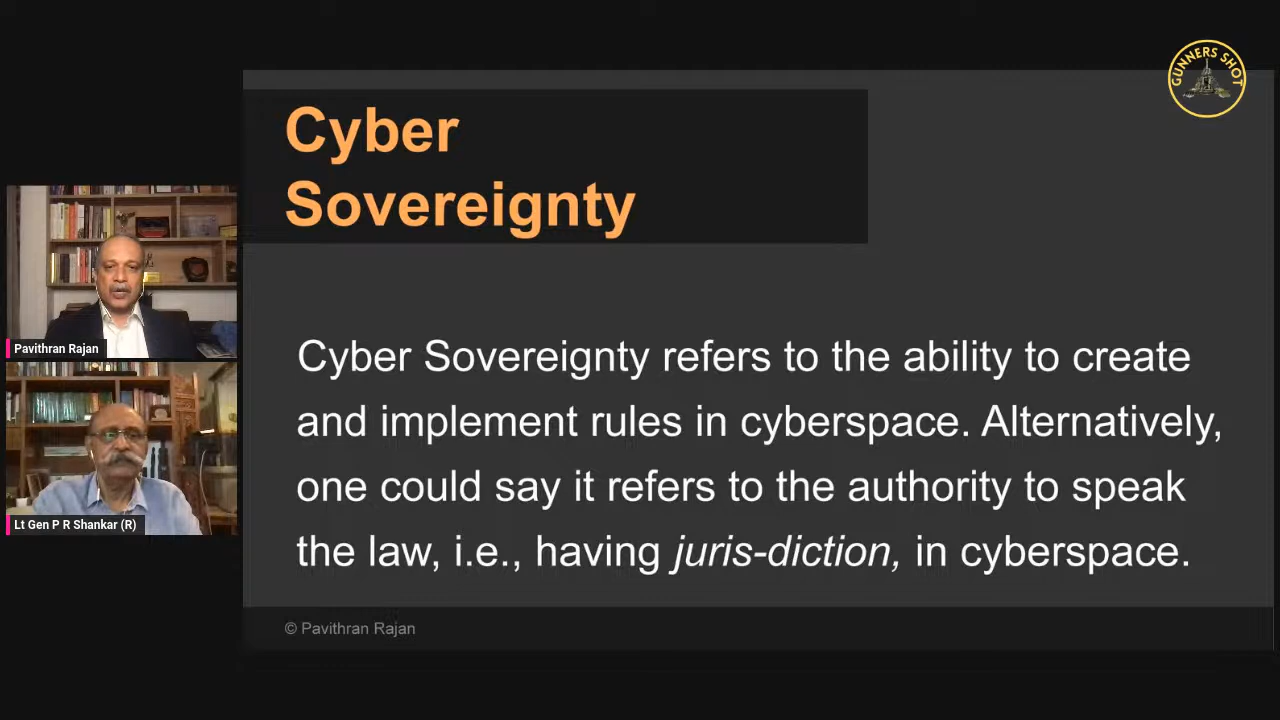 GUNNERS SHOT
Cyber
Sovereignty
Pavithran Rajan
Cyber Sovereignty refers to the ability to create
and implement rules in cyberspace. Alternatively,
one could say it refers to the authority to speak
the law, i.e., having juris-diction, in cyberspace.
Lt Gen P R Shankar (R)
© Pavithran Rajan